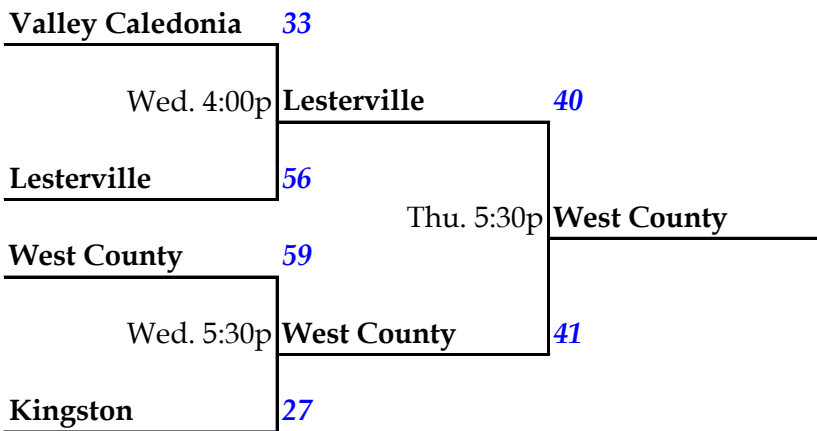 Valley Caledonia 33
Wed. 4:00p Lesterville 40
Lesterville 56
Thu. 5:30p West County
West County 59
Wed. 5:30p West County 41
Kingston 27